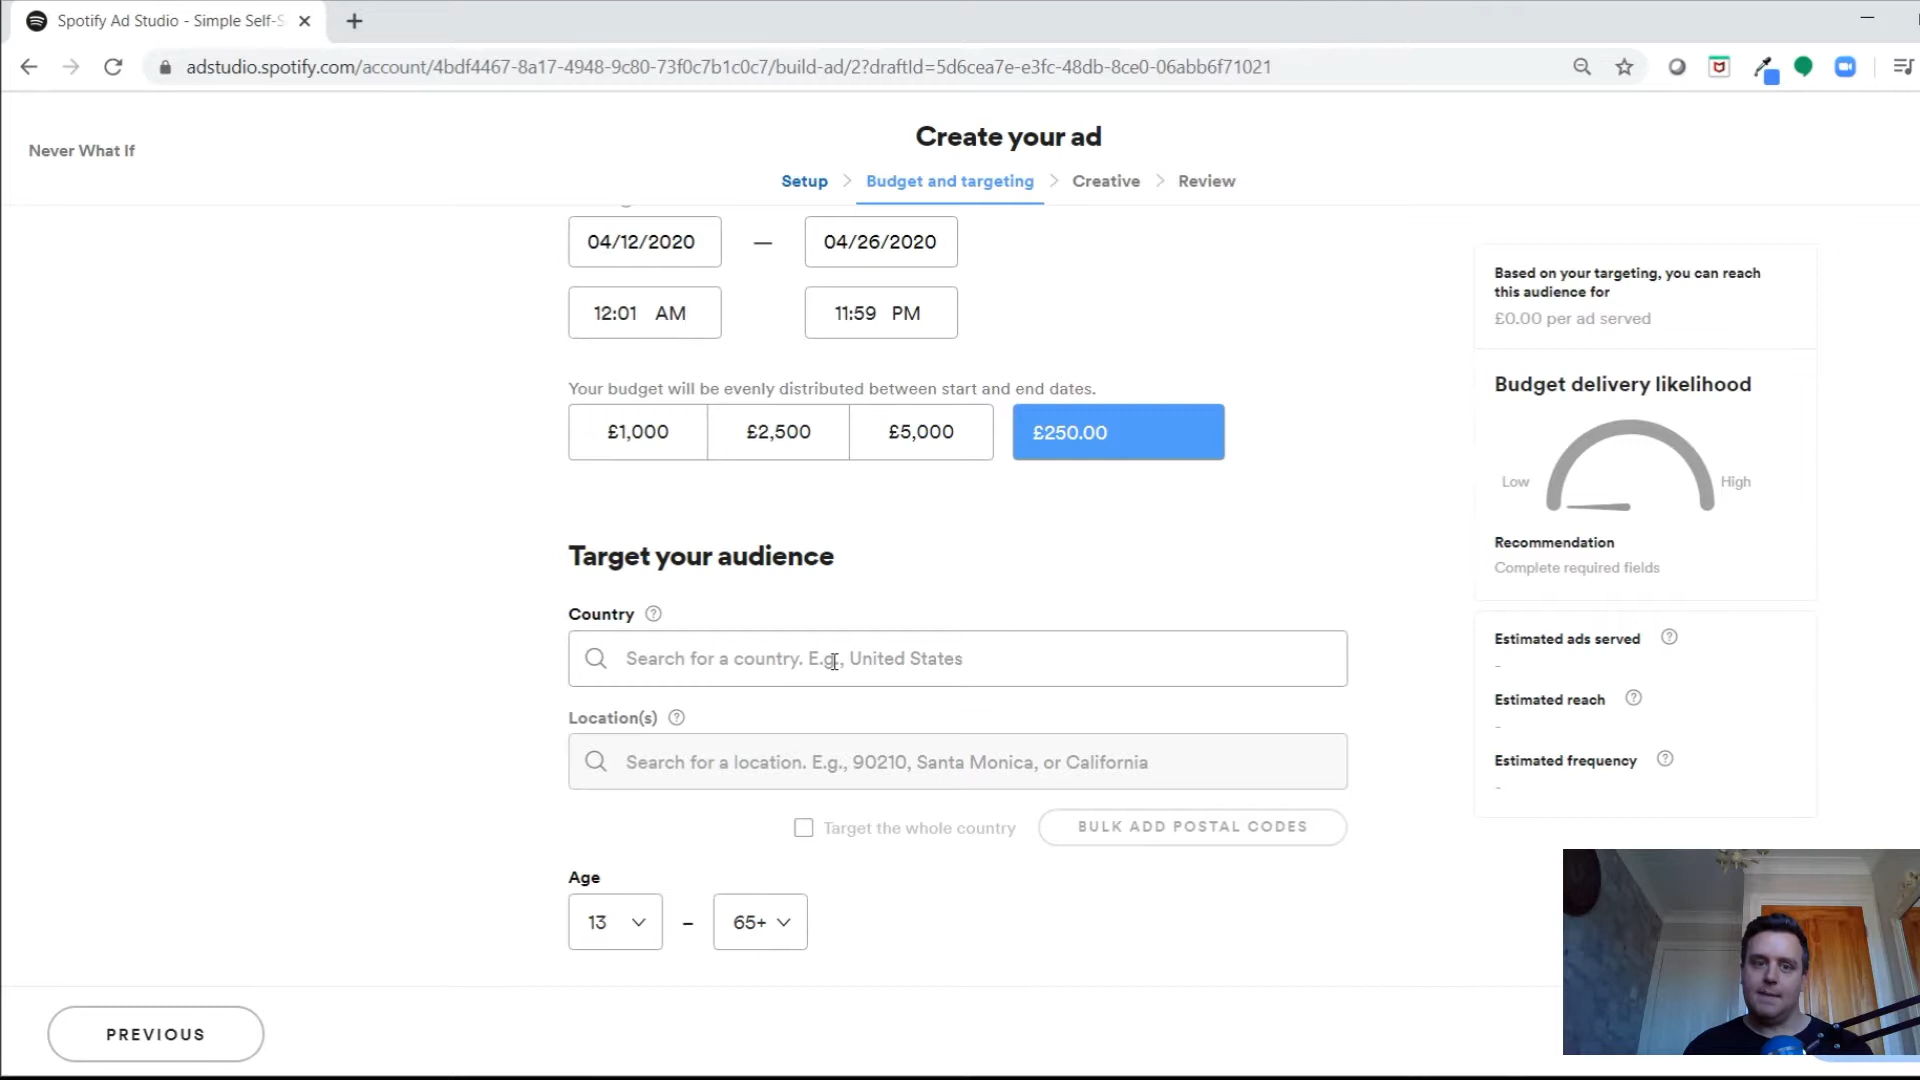 Spotify Ad Studio - Simple Self-S
adstudio.spotify.com/account/4bdf4467-8a17-4948-9c80-73f0c7b1c0c7/build-ad/2?draftId=5d6cea7e-e3fc-48db-8ce0-06abb6f71021
Never What If
Create your ad
Setup > Budget and targeting > Creative > Review
04/12/2020 — 04/26/2020
12:01 AM 11:59 PM
Your budget will be evenly distributed between start and end dates.
£1,000 £2,500 £5,000 £250.00
Target your audience
Country
Search for a country. E.g., United States
Location(s)
Search for a location. E.g., 90210, Santa Monica, or California
Target the whole country BULK ADD POSTAL CODES
Age
13 – 65+
PREVIOUS
Based on your targeting, you can reach
this audience for
£0.00 per ad served
Budget delivery likelihood
Low High
Recommendation
Complete required fields
Estimated ads served
-
Estimated reach
-
Estimated frequency
-